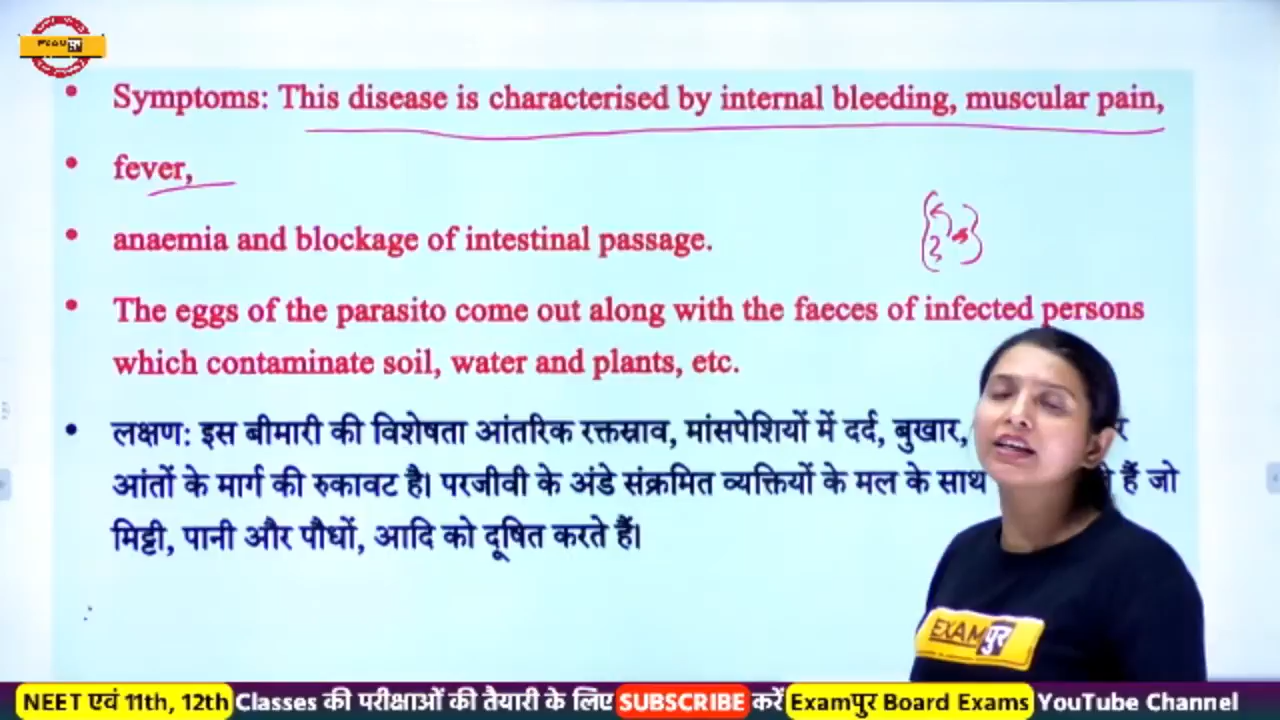 Symptoms: This disease is characterised by internal bleeding, muscular pain,
fever,
anaemia and blockage of intestinal passage.
The eggs of the parasito come out along with the faeces of infected persons
which contaminate soil, water and plants, etc.
लक्षण: इस बीमारी की विशेषता आंतरिक रक्तस्राव, मांसपेशियों में दर्द, बुखार,
आंतों के मार्ग की रुकावट है। परजीवी के अंडे संक्रमित व्यक्तियों के मल के साथ हैं जो
मिट्टी, पानी और पौधों, आदि को दूषित करते हैं।
EXAMपुर
NEET एवं 11th, 12th Classes की परीक्षाओं की तैयारी के लिए SUBSCRIBE करें Examपुर Board Exams YouTube Channel